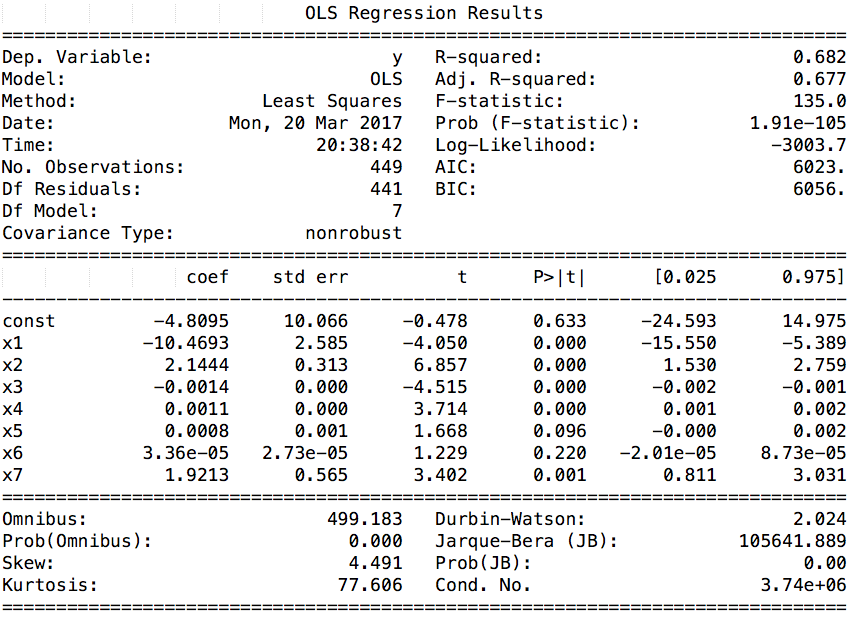 OLS Regression Results
==============================================================================
Dep. Variable:                      y   R-squared:                       0.682
Model:                            OLS   Adj. R-squared:                  0.677
Method:                 Least Squares   F-statistic:                     135.0
Date:                Mon, 20 Mar 2017   Prob (F-statistic):          1.91e-105
Time:                        20:38:42   Log-Likelihood:                -3003.7
No. Observations:                 449   AIC:                             6023.
Df Residuals:                     441   BIC:                             6056.
Df Model:                           7
Covariance Type:            nonrobust
==============================================================================
                 coef    std err          t      P>|t|      [0.025      0.975]
------------------------------------------------------------------------------
const         -4.8095     10.066     -0.478      0.633     -24.593      14.975
x1           -10.4693      2.585     -4.050      0.000     -15.550      -5.389
x2             2.1444      0.313      6.857      0.000       1.530       2.759
x3            -0.0014      0.000     -4.515      0.000      -0.002      -0.001
x4             0.0011      0.000      3.714      0.000       0.001       0.002
x5             0.0008      0.001      1.668      0.096      -0.000       0.002
x6           3.36e-05   2.73e-05      1.229      0.220   -2.01e-05    8.73e-05
x7             1.9213      0.565      3.402      0.001       0.811       3.031
==============================================================================
Omnibus:                      499.183   Durbin-Watson:                   2.024
Prob(Omnibus):                  0.000   Jarque-Bera (JB):           105641.889
Skew:                           4.491   Prob(JB):                         0.00
Kurtosis:                      77.606   Cond. No.                     3.74e+06
==============================================================================